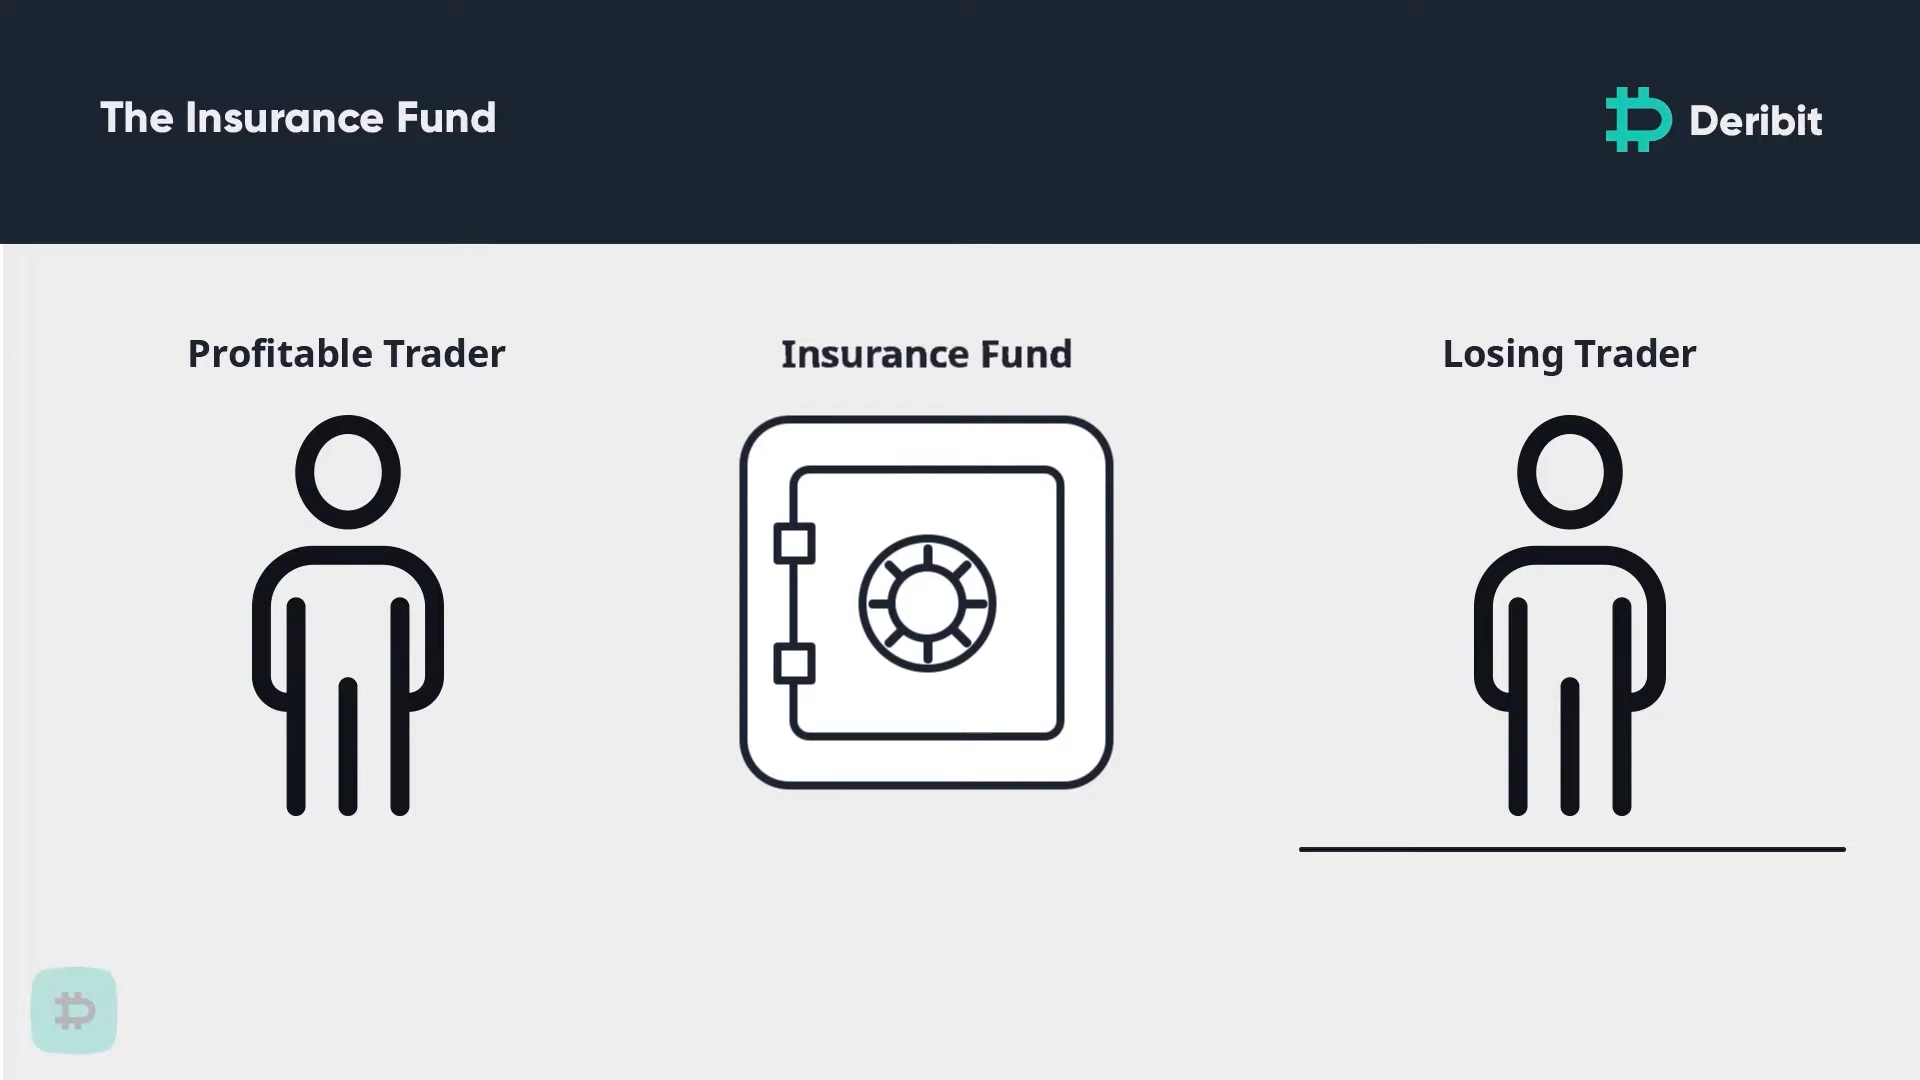 The Insurance Fund
Deribit
Profitable Trader
Insurance Fund
Losing Trader